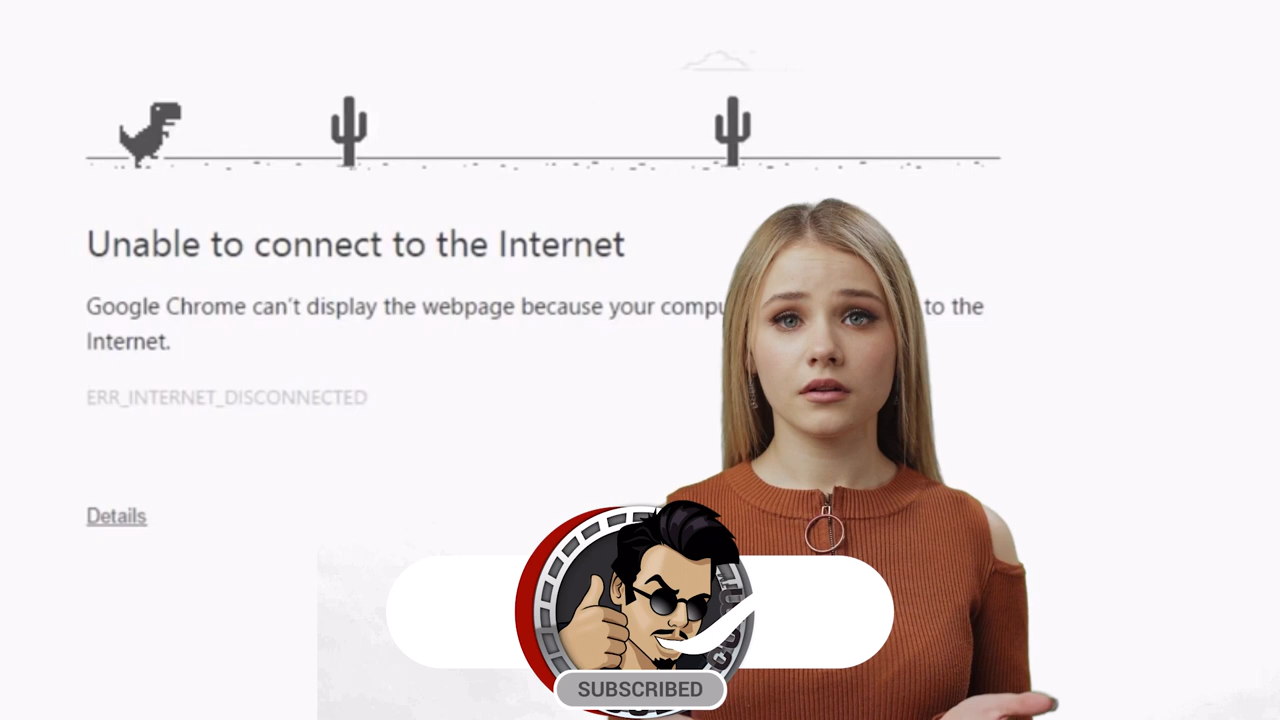 Unable to connect to the Internet
Google Chrome can't display the webpage because your compu to the
Internet.
ERR_INTERNET_DISCONNECTED
Details
SUBSCRIBED